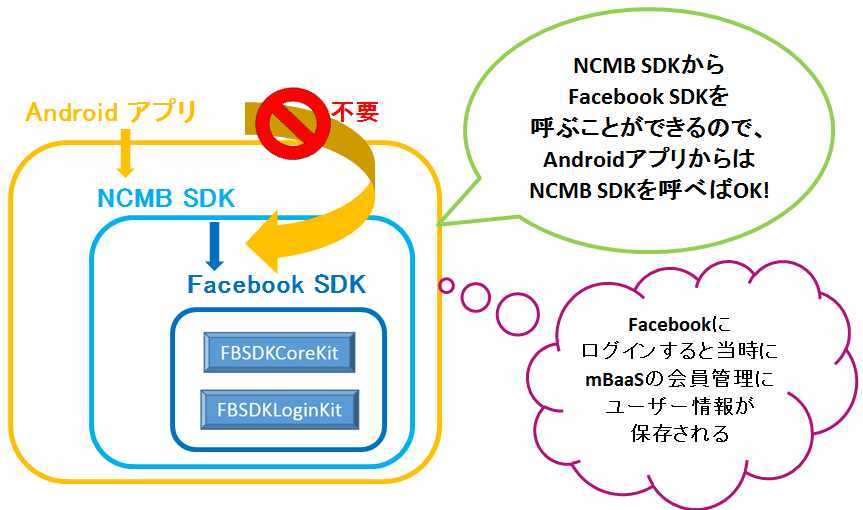 Android アプリ
不要
NCMB SDK
Facebook SDK
FBSDKCoreKit
FBSDKLoginKit
NCMB SDKから
Facebook SDKを
呼ぶことができるので、
Androidアプリからは
NCMB SDKを呼べばOK!
Facebookに
ログインすると当時に
mBaaSの会員管理に
ユーザー情報が
保存される